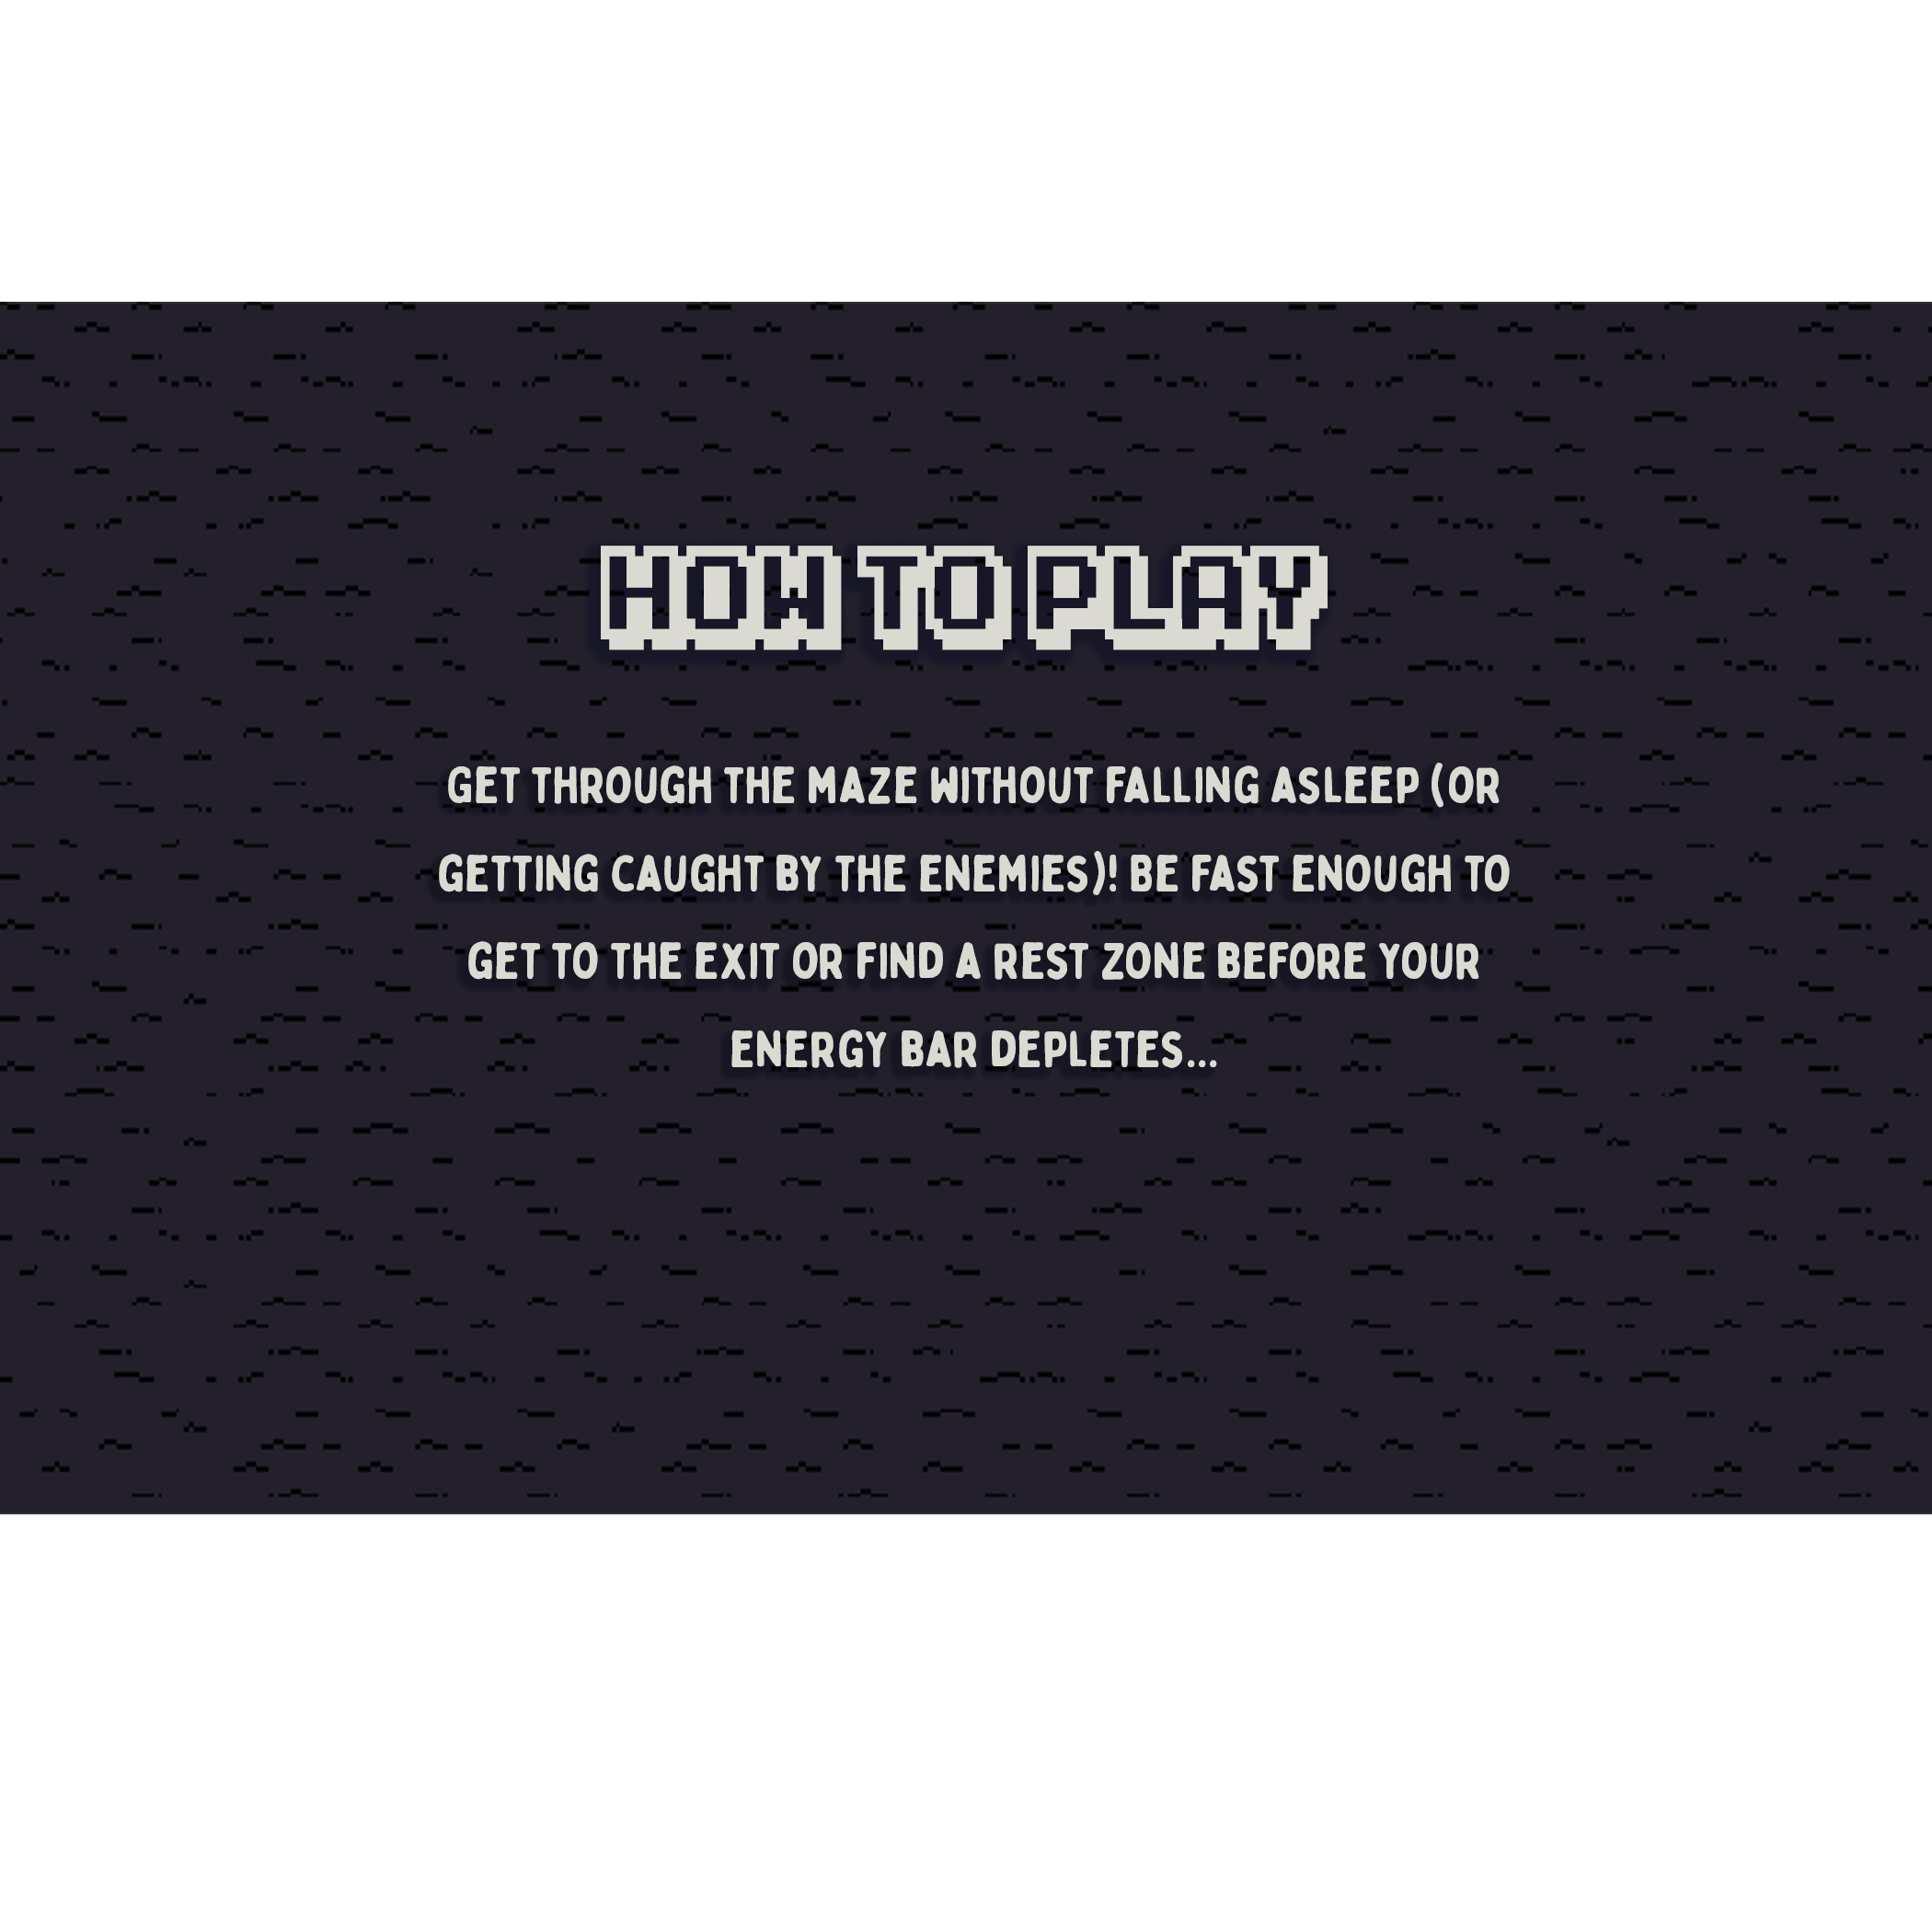 HOW TO PLAY
GET THROUGH THE MAZE WITHOUT FALLING ASLEEP (OR
GETTING CAUGHT BY THE ENEMIES)! BE FAST ENOUGH TO
GET TO THE EXIT OR FIND A REST ZONE BEFORE YOUR
ENERGY BAR DEPLETES...